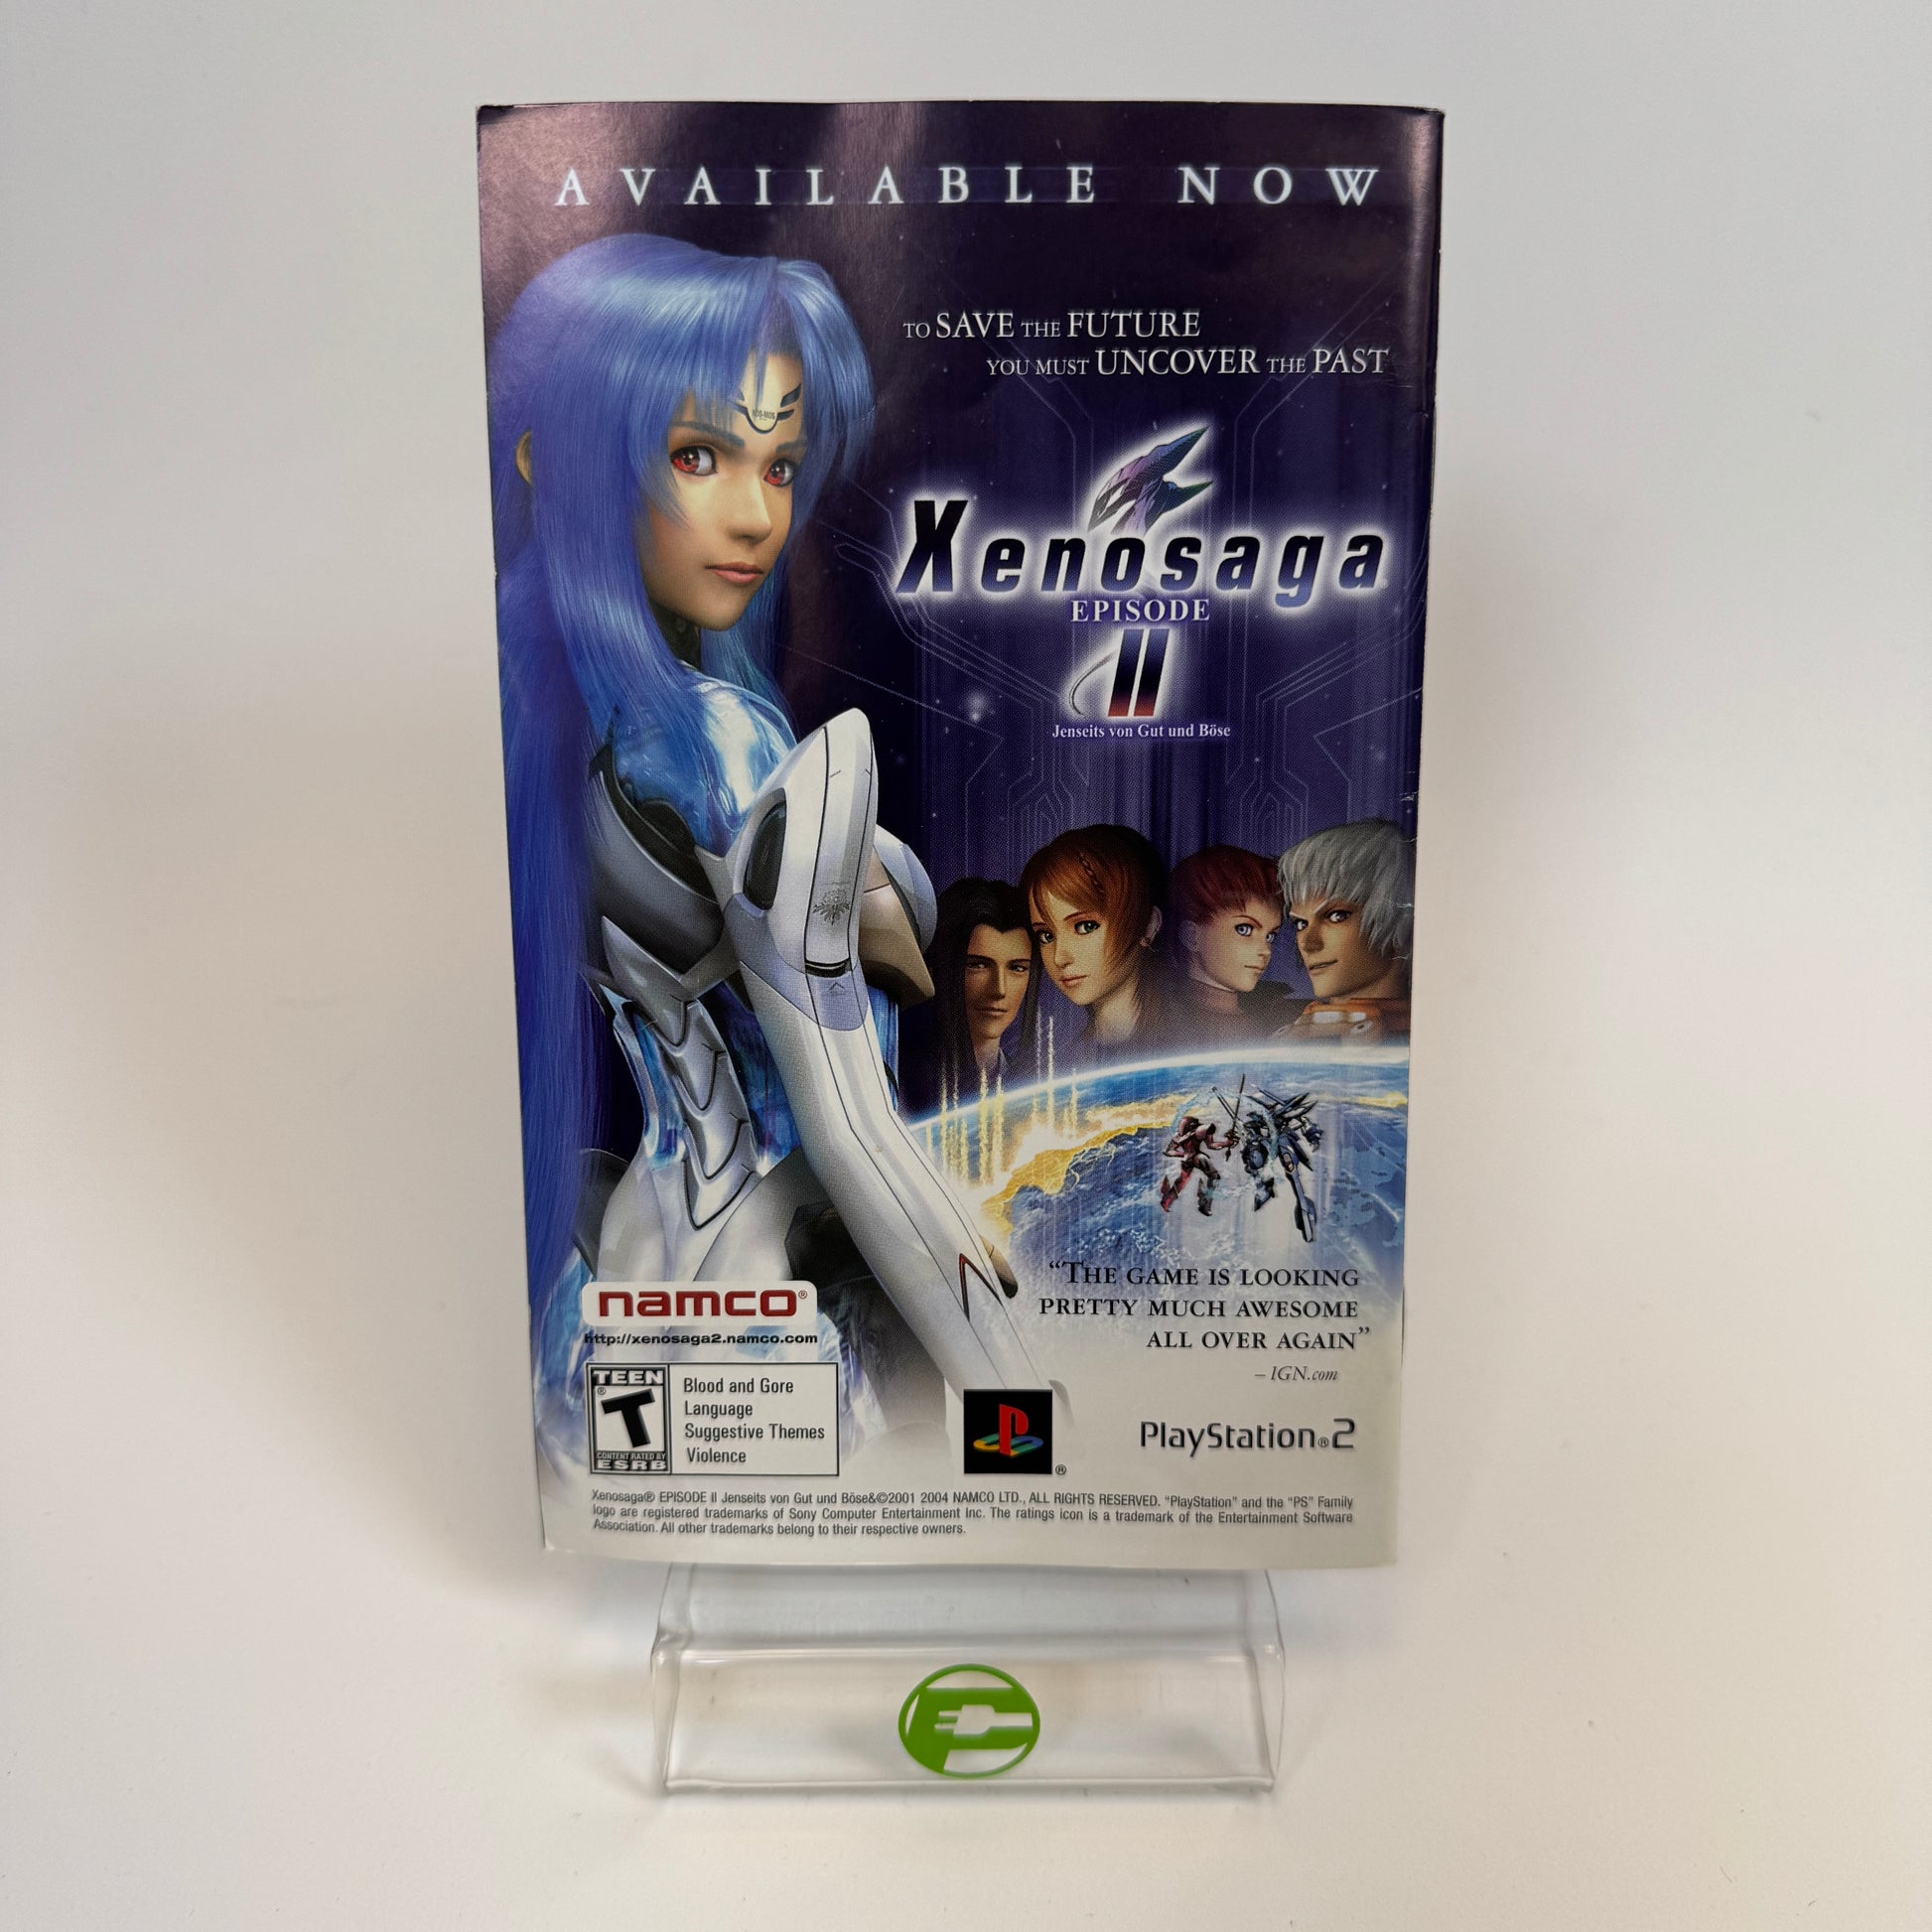 AVAILABLE NOW
TO SAVE THE FUTURE
YOU MUST UNCOVER THE PAST
KOS-MOS
Xenosaga
EPISODE
II
Jenseits von Gut und Böse
"THE GAME IS LOOKING
PRETTY MUCH AWESOME
ALL OVER AGAIN"
– IGN.com
namco®
http://xenosaga2.namco.com
TEEN
®
T
CONTENT RATED BY
ESRB
Blood and Gore
Language
Suggestive Themes
Violence
®
PlayStation®2
Xenosaga® EPISODE II Jenseits von Gut und Böse&©2001 2004 NAMCO LTD., ALL RIGHTS RESERVED. "PlayStation" and the "PS" Family
logo are registered trademarks of Sony Computer Entertainment Inc. The ratings icon is a trademark of the Entertainment Software
Association. All other trademarks belong to their respective owners.